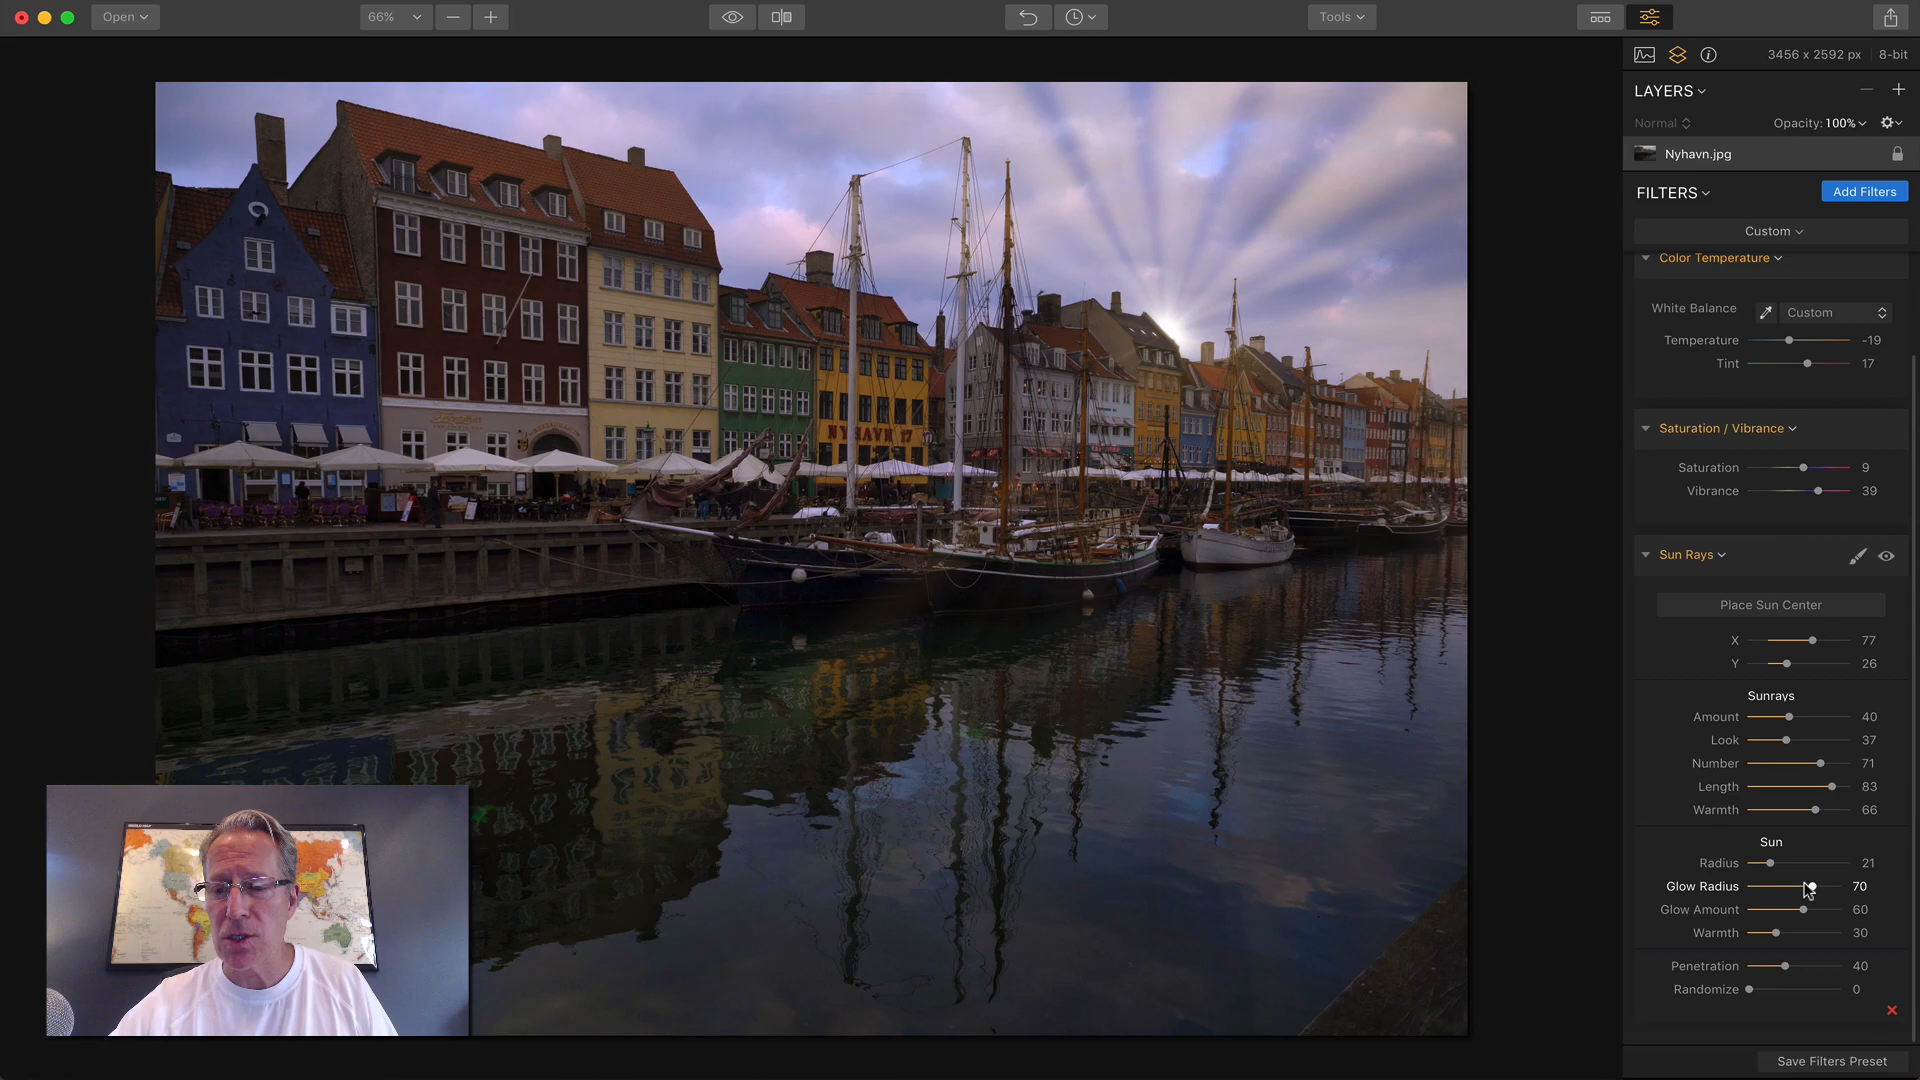 Open
66%
Tools
3456 x 2592 px
8-bit
LAYERS
Normal
Opacity: 100%
Nyhavn.jpg
FILTERS
Add Filters
Custom
Color Temperature
White Balance
Custom
Temperature -19
Tint 17
Saturation / Vibrance
Saturation 9
Vibrance 39
Sun Rays
Place Sun Center
X 77
Y 26
Sunrays
Amount 40
Look 37
Number 71
Length 83
Warmth 66
Sun
Radius 21
Glow Radius 70
Glow Amount 60
Warmth 30
Penetration 40
Randomize 0
Save Filters Preset
NYHAVN 17